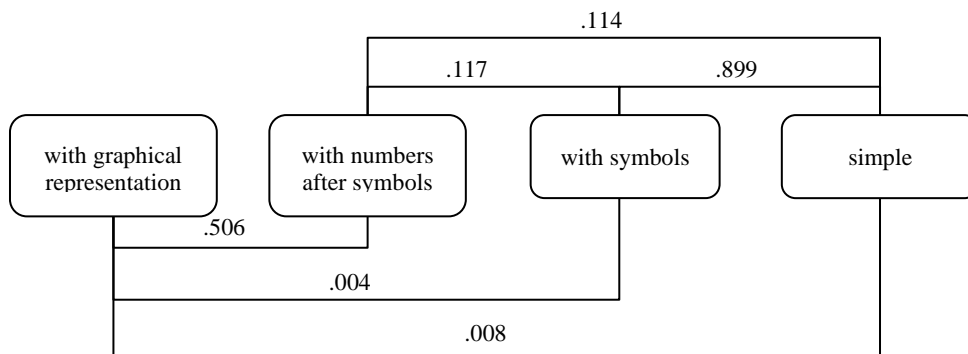 .114
.117
.899
with graphical
representation
with numbers
after symbols
with symbols
simple
.506
.004
.008